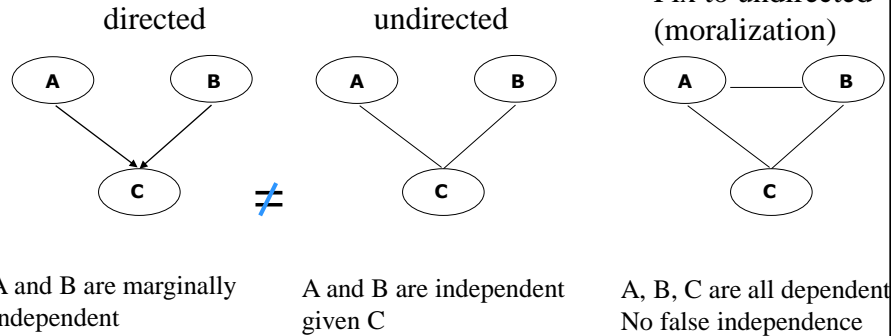 directed
A
B
C
≠
A and B are marginally
independent
undirected
A
B
C
A and B are independent
given C
Fix to undirected
(moralization)
A
B
C
A, B, C are all dependent
No false independence